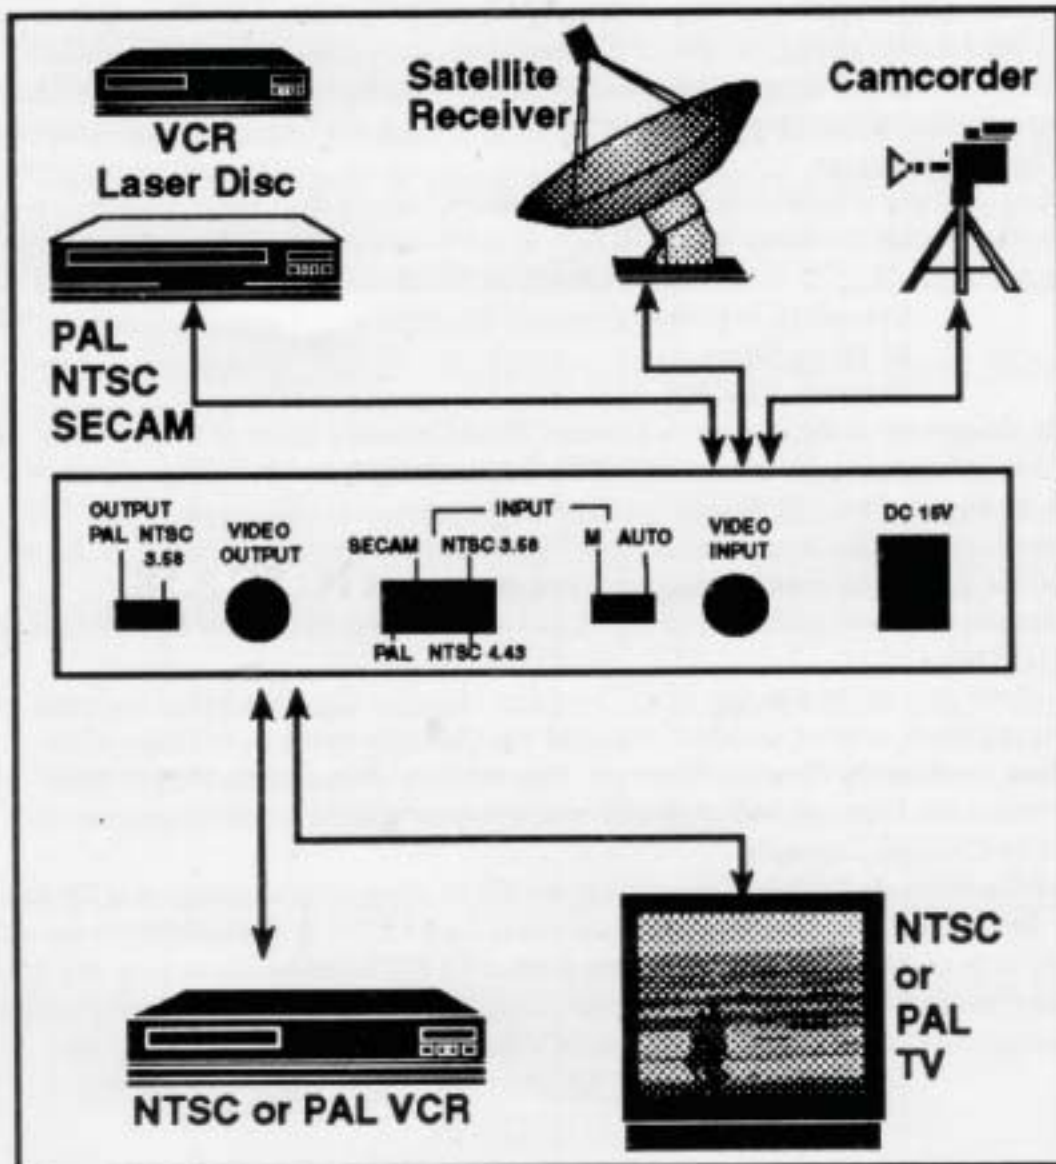 VCR
Laser Disc
Satellite
Receiver
Camcorder
PAL
NTSC
SECAM
OUTPUT
PAL NTSC
3.58
VIDEO
OUTPUT
INPUT
SECAM NTSC 3.58
M AUTO
PAL NTSC 4.43
VIDEO
INPUT
DC 15V
NTSC or PAL VCR
NTSC
or
PAL
TV